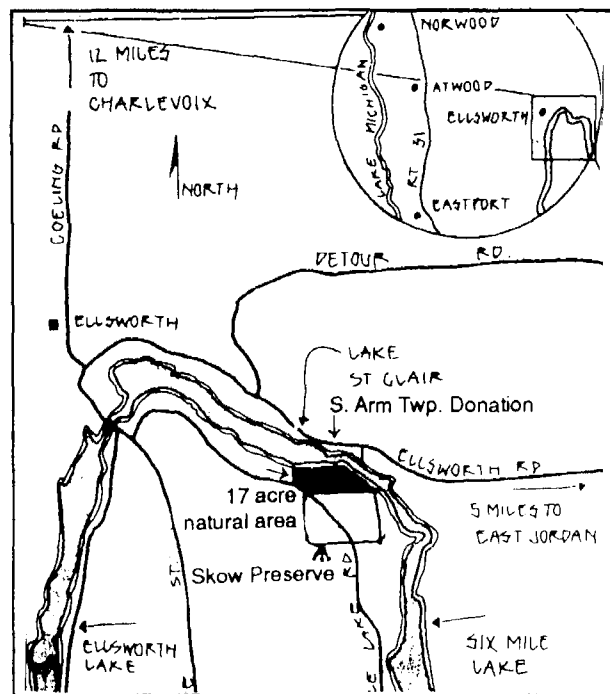 NORWOOD
12 MILES
TO
CHARLEVOIX
ATWOOD
ELLSWORTH
LAKE MICHIGAN
RT 31
EASTPORT
NORTH
DETOUR RD.
ELLSWORTH
LAKE
ST CLAIR
S. Arm Twp. Donation
ELLSWORTH RD
17 acre
natural area
5 MILES TO
EAST JORDAN
Skow Preserve
ST
LAKE RD
ELLSWORTH
LAKE
SIX MILE
LAKE